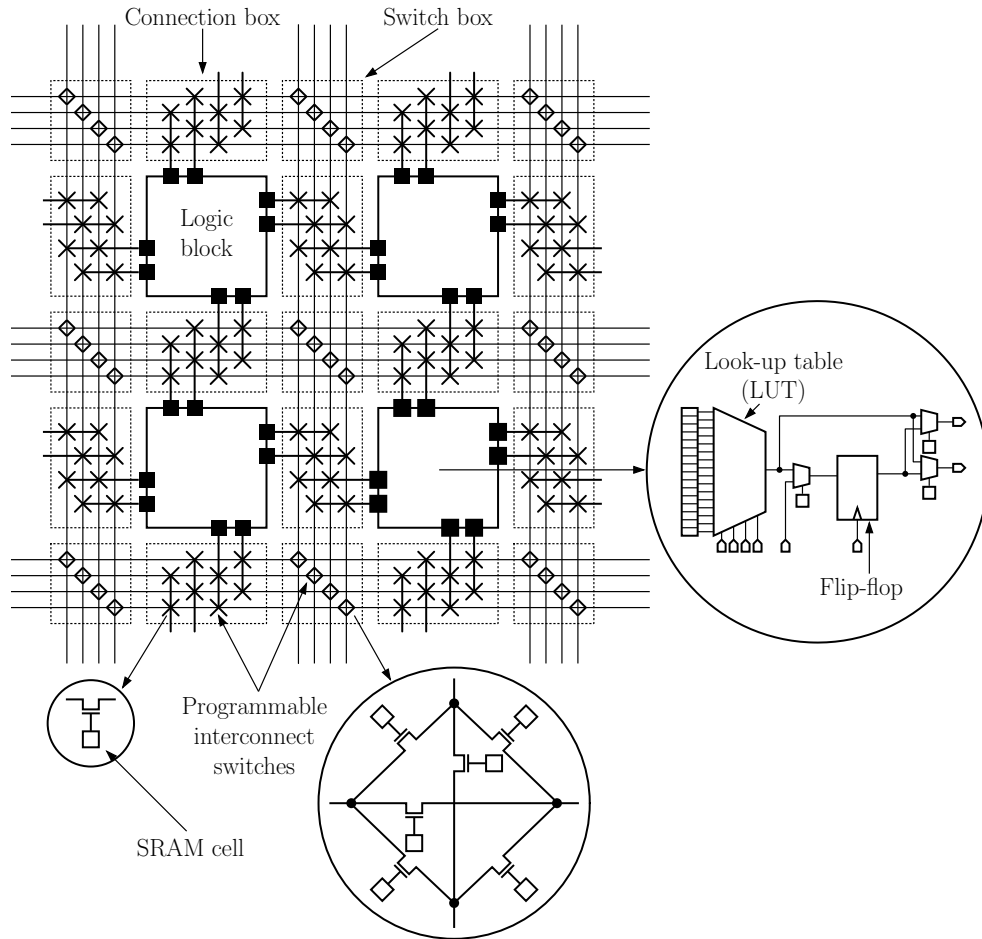 Connection box
Switch box
Logic
block
Look-up table
(LUT)
Flip-flop
Programmable
interconnect
switches
SRAM cell